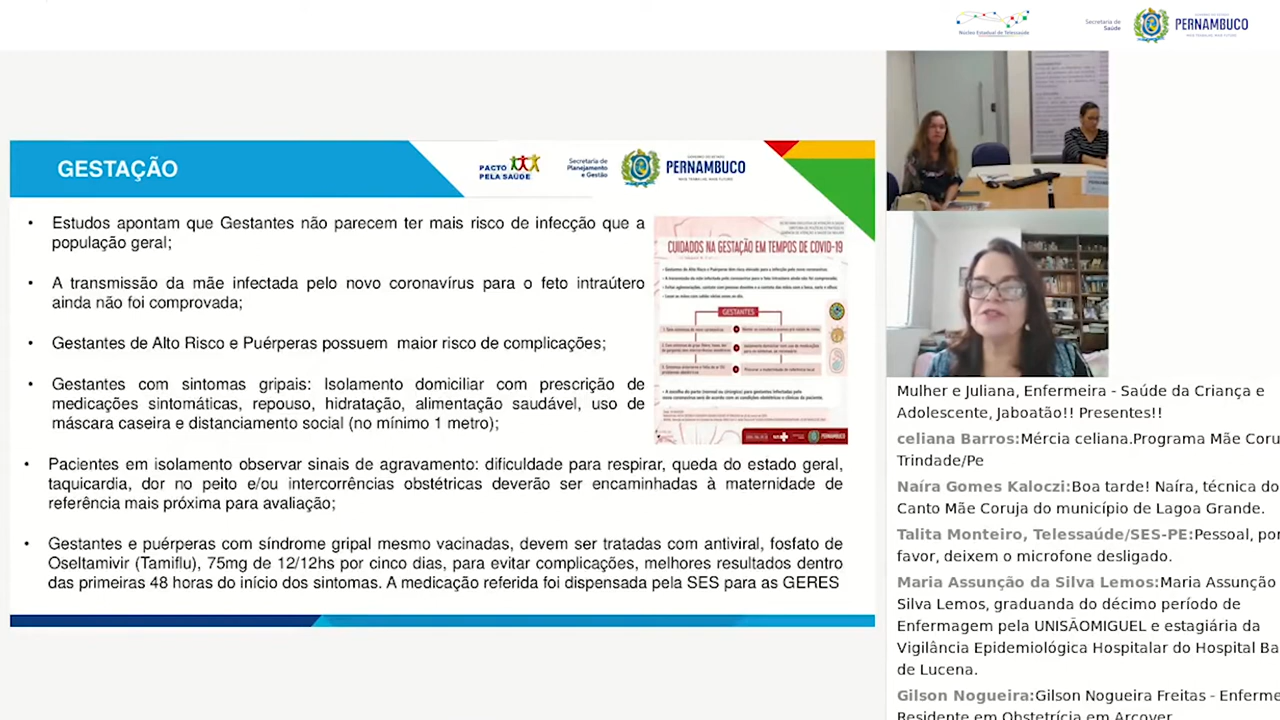 Núcleo Estadual de Telessaúde
Secretaria de
Saúde
PERNAMBUCO
GESTAÇÃO
PACTO
PELA SAÚDE
Secretaria de
Planejamento
e Gestão
GOVERNO DO ESTADO
PERNAMBUCO
MAIS TRABALHO, MAIS FUTURO
• Estudos apontam que Gestantes não parecem ter mais risco de infecção que a
população geral;
• A transmissão da mãe infectada pelo novo coronavírus para o feto intraútero
ainda não foi comprovada;
• Gestantes de Alto Risco e Puérperas possuem maior risco de complicações;
• Gestantes com sintomas gripais: Isolamento domiciliar com prescrição de
medicações sintomáticas, repouso, hidratação, alimentação saudável, uso de
máscara caseira e distanciamento social (no mínimo 1 metro);
• Pacientes em isolamento observar sinais de agravamento: dificuldade para respirar, queda do estado geral,
taquicardia, dor no peito e/ou intercorrências obstétricas deverão ser encaminhadas à maternidade de
referência mais próxima para avaliação;
• Gestantes e puérperas com síndrome gripal mesmo vacinadas, devem ser tratadas com antiviral, fosfato de
Oseltamivir (Tamiflu), 75mg de 12/12hs por cinco dias, para evitar complicações, melhores resultados dentro
das primeiras 48 horas do início dos sintomas. A medicação referida foi dispensada pela SES para as GERES
CUIDADOS NA GESTAÇÃO EM TEMPOS DE COVID-19
GESTANTES
Mulher e Juliana, Enfermeira - Saúde da Criança e
Adolescente, Jaboatão!! Presentes!!
celiana Barros:Mércia celiana.Programa Mãe Coru
Trindade/Pe
Naíra Gomes Kaloczi:Boa tarde! Naíra, técnica do
Canto Mãe Coruja do município de Lagoa Grande.
Talita Monteiro, Telessaúde/SES-PE:Pessoal, por
favor, deixem o microfone desligado.
Maria Assunção da Silva Lemos:Maria Assunção
Silva Lemos, graduanda do décimo período de
Enfermagem pela UNISÃOMIGUEL e estagiária da
Vigilância Epidemiológica Hospitalar do Hospital Ba
de Lucena.
Gilson Nogueira:Gilson Nogueira Freitas - Enferme
Residente em Obstetrícia em Arcover